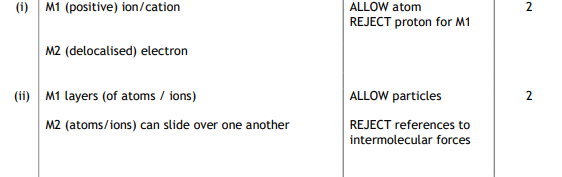 (i) M1 (positive) ion/cation ALLOW atom 2
REJECT proton for M1
M2 (delocalised) electron
(ii) M1 layers (of atoms / ions) ALLOW particles 2
M2 (atoms/ions) can slide over one another REJECT references to
intermolecular forces